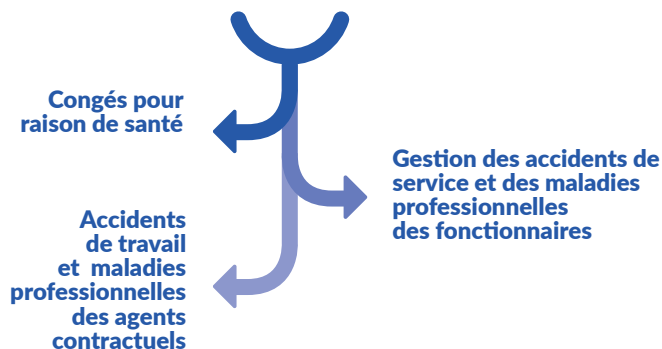 Congés pour
raison de santé
Gestion des accidents de
service et des maladies
professionnelles
des fonctionnaires
Accidents
de travail
et maladies
professionnelles
des agents
contractuels